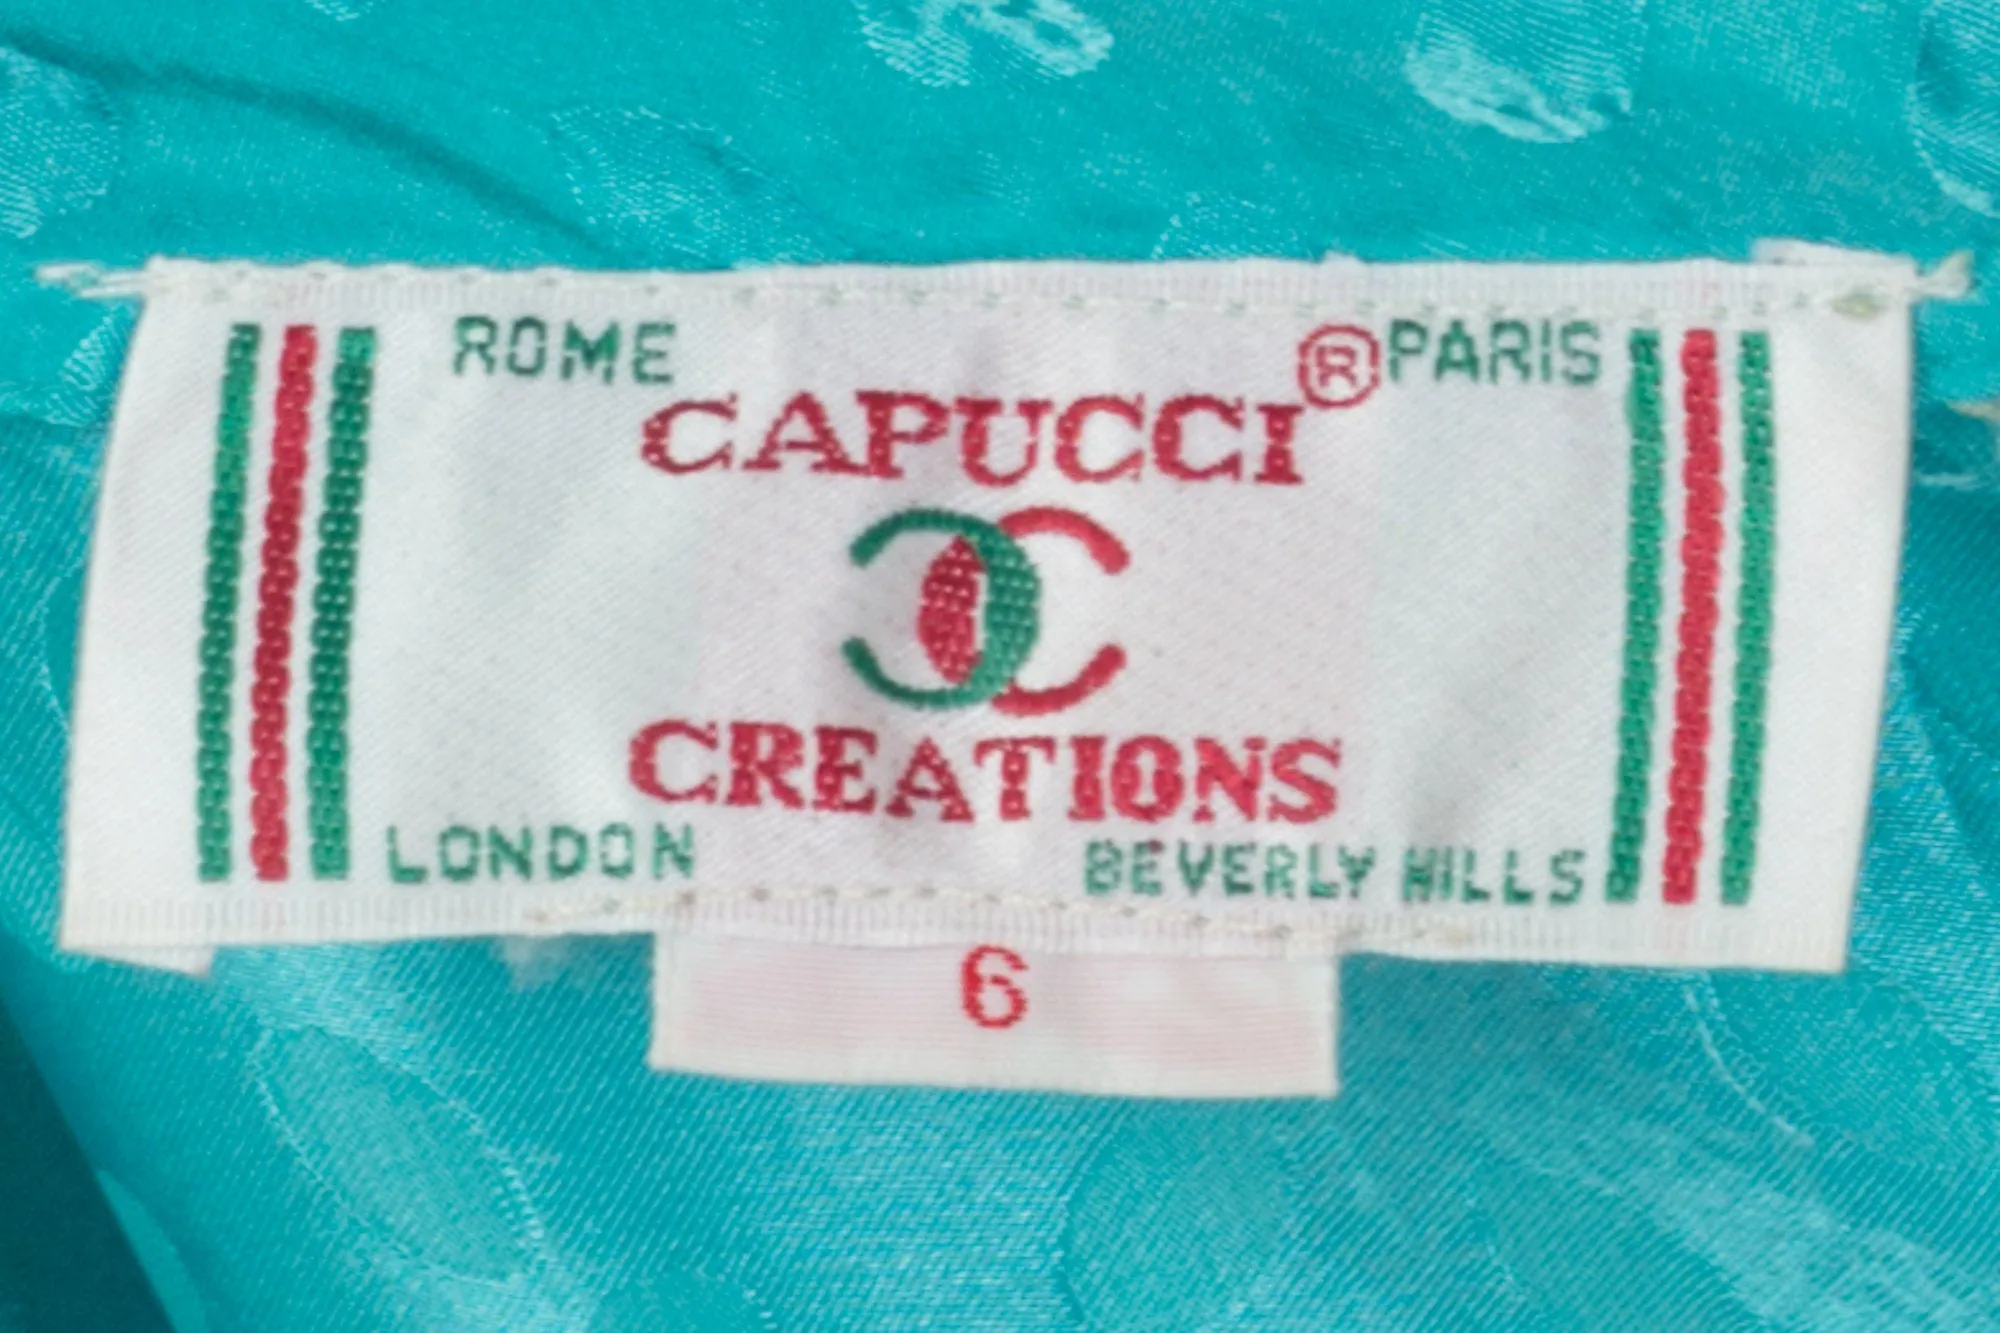 ROME ® PARIS
CAPUCCI
CREATIONS
LONDON BEVERLY HILLS
6